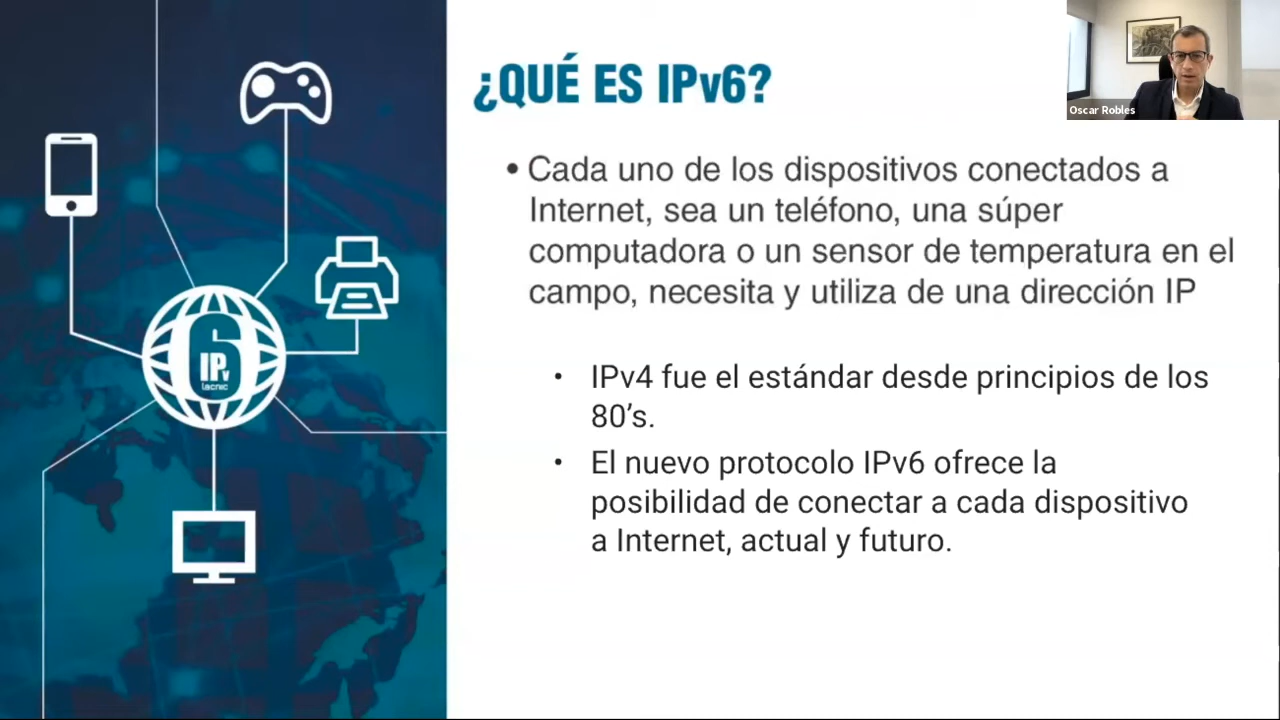 ¿QUÉ ES IPv6?
Oscar Robles
• Cada uno de los dispositivos conectados a
Internet, sea un teléfono, una súper
computadora o un sensor de temperatura en el
campo, necesita y utiliza de una dirección IP
• IPv4 fue el estándar desde principios de los
80’s.
• El nuevo protocolo IPv6 ofrece la
posibilidad de conectar a cada dispositivo
a Internet, actual y futuro.
6
IPv
lacnic